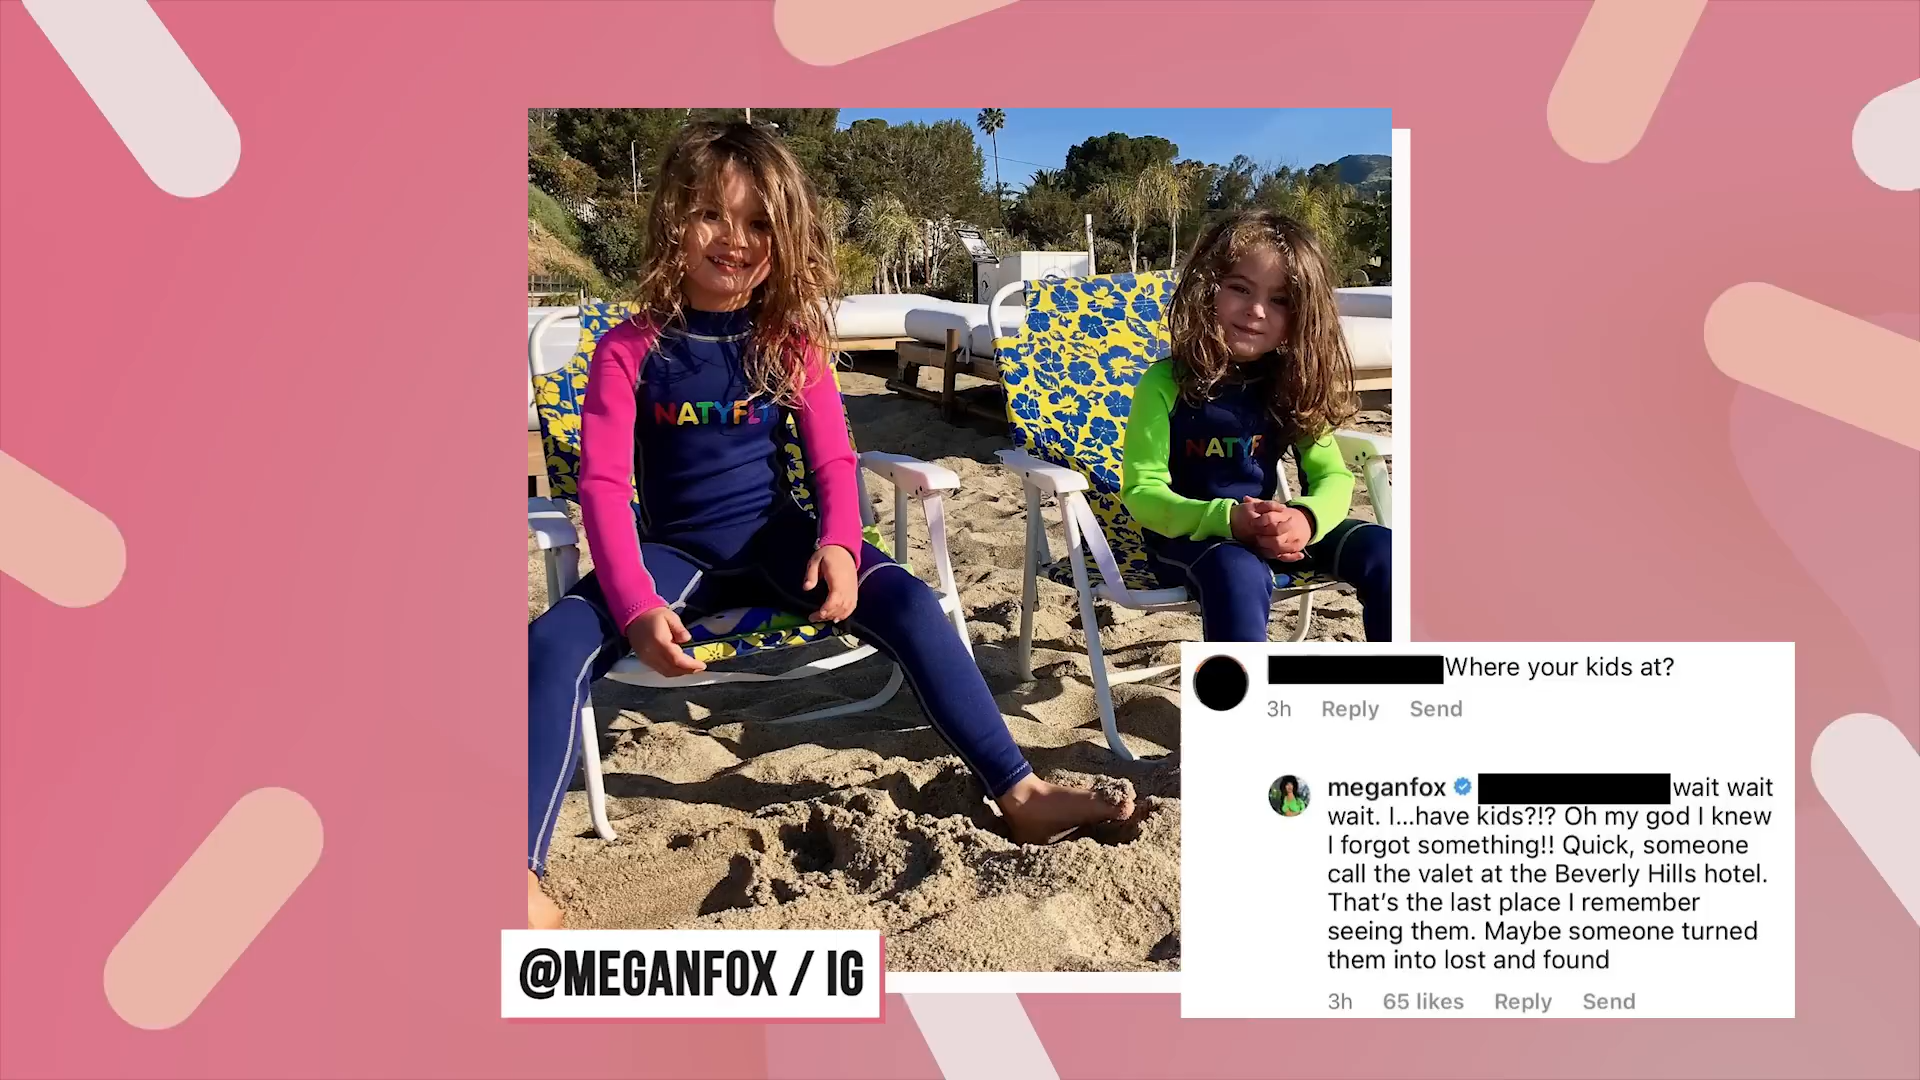 NATYFLY
NATYF
Where your kids at?
3h Reply Send
meganfox wait wait
wait. I...have kids?!? Oh my god I knew
I forgot something!! Quick, someone
call the valet at the Beverly Hills hotel.
That's the last place I remember
seeing them. Maybe someone turned
them into lost and found
3h 65 likes Reply Send
@MEGANFOX / IG